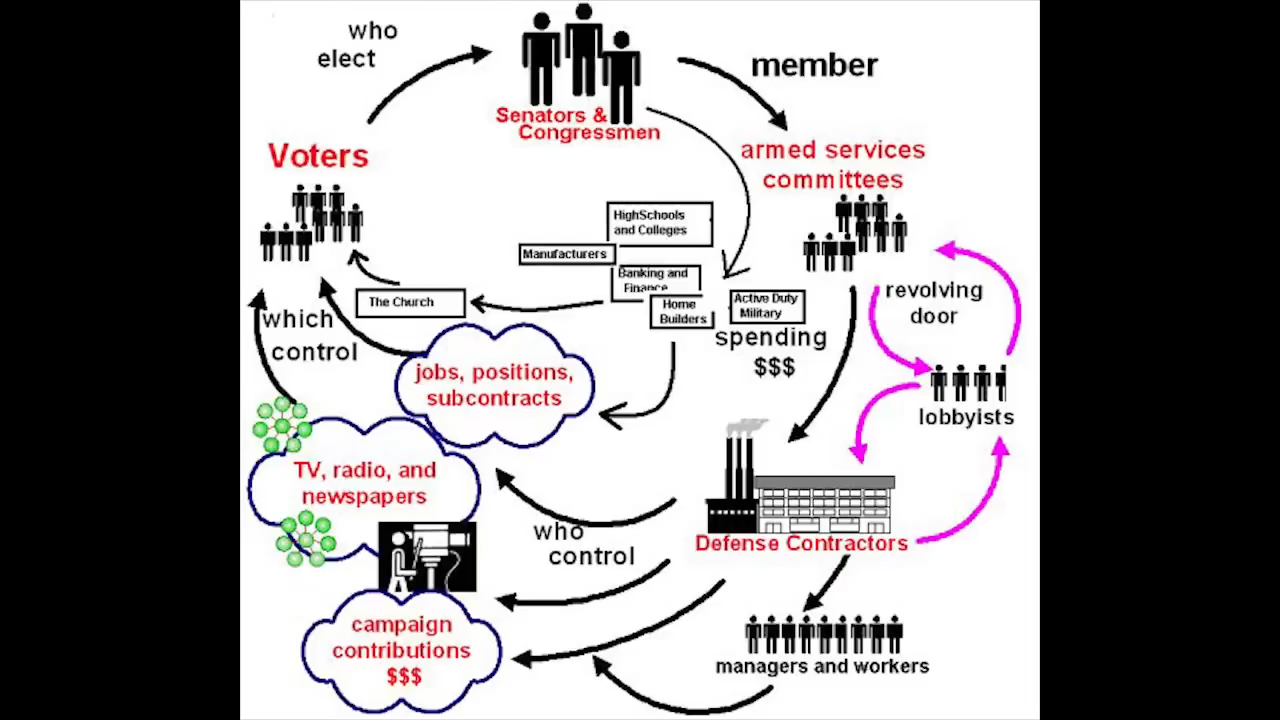 who
elect
member
Senators &
Congressmen
Voters
armed services
committees
HighSchools
and Colleges
Manufacturers
Banking and
Finance
Home
Builders
Active Duty
Military
The Church
revolving
door
which
control
spending
$$$
jobs, positions,
subcontracts
lobbyists
TV, radio, and
newspapers
who
control
Defense Contractors
campaign
contributions
$$$
managers and workers